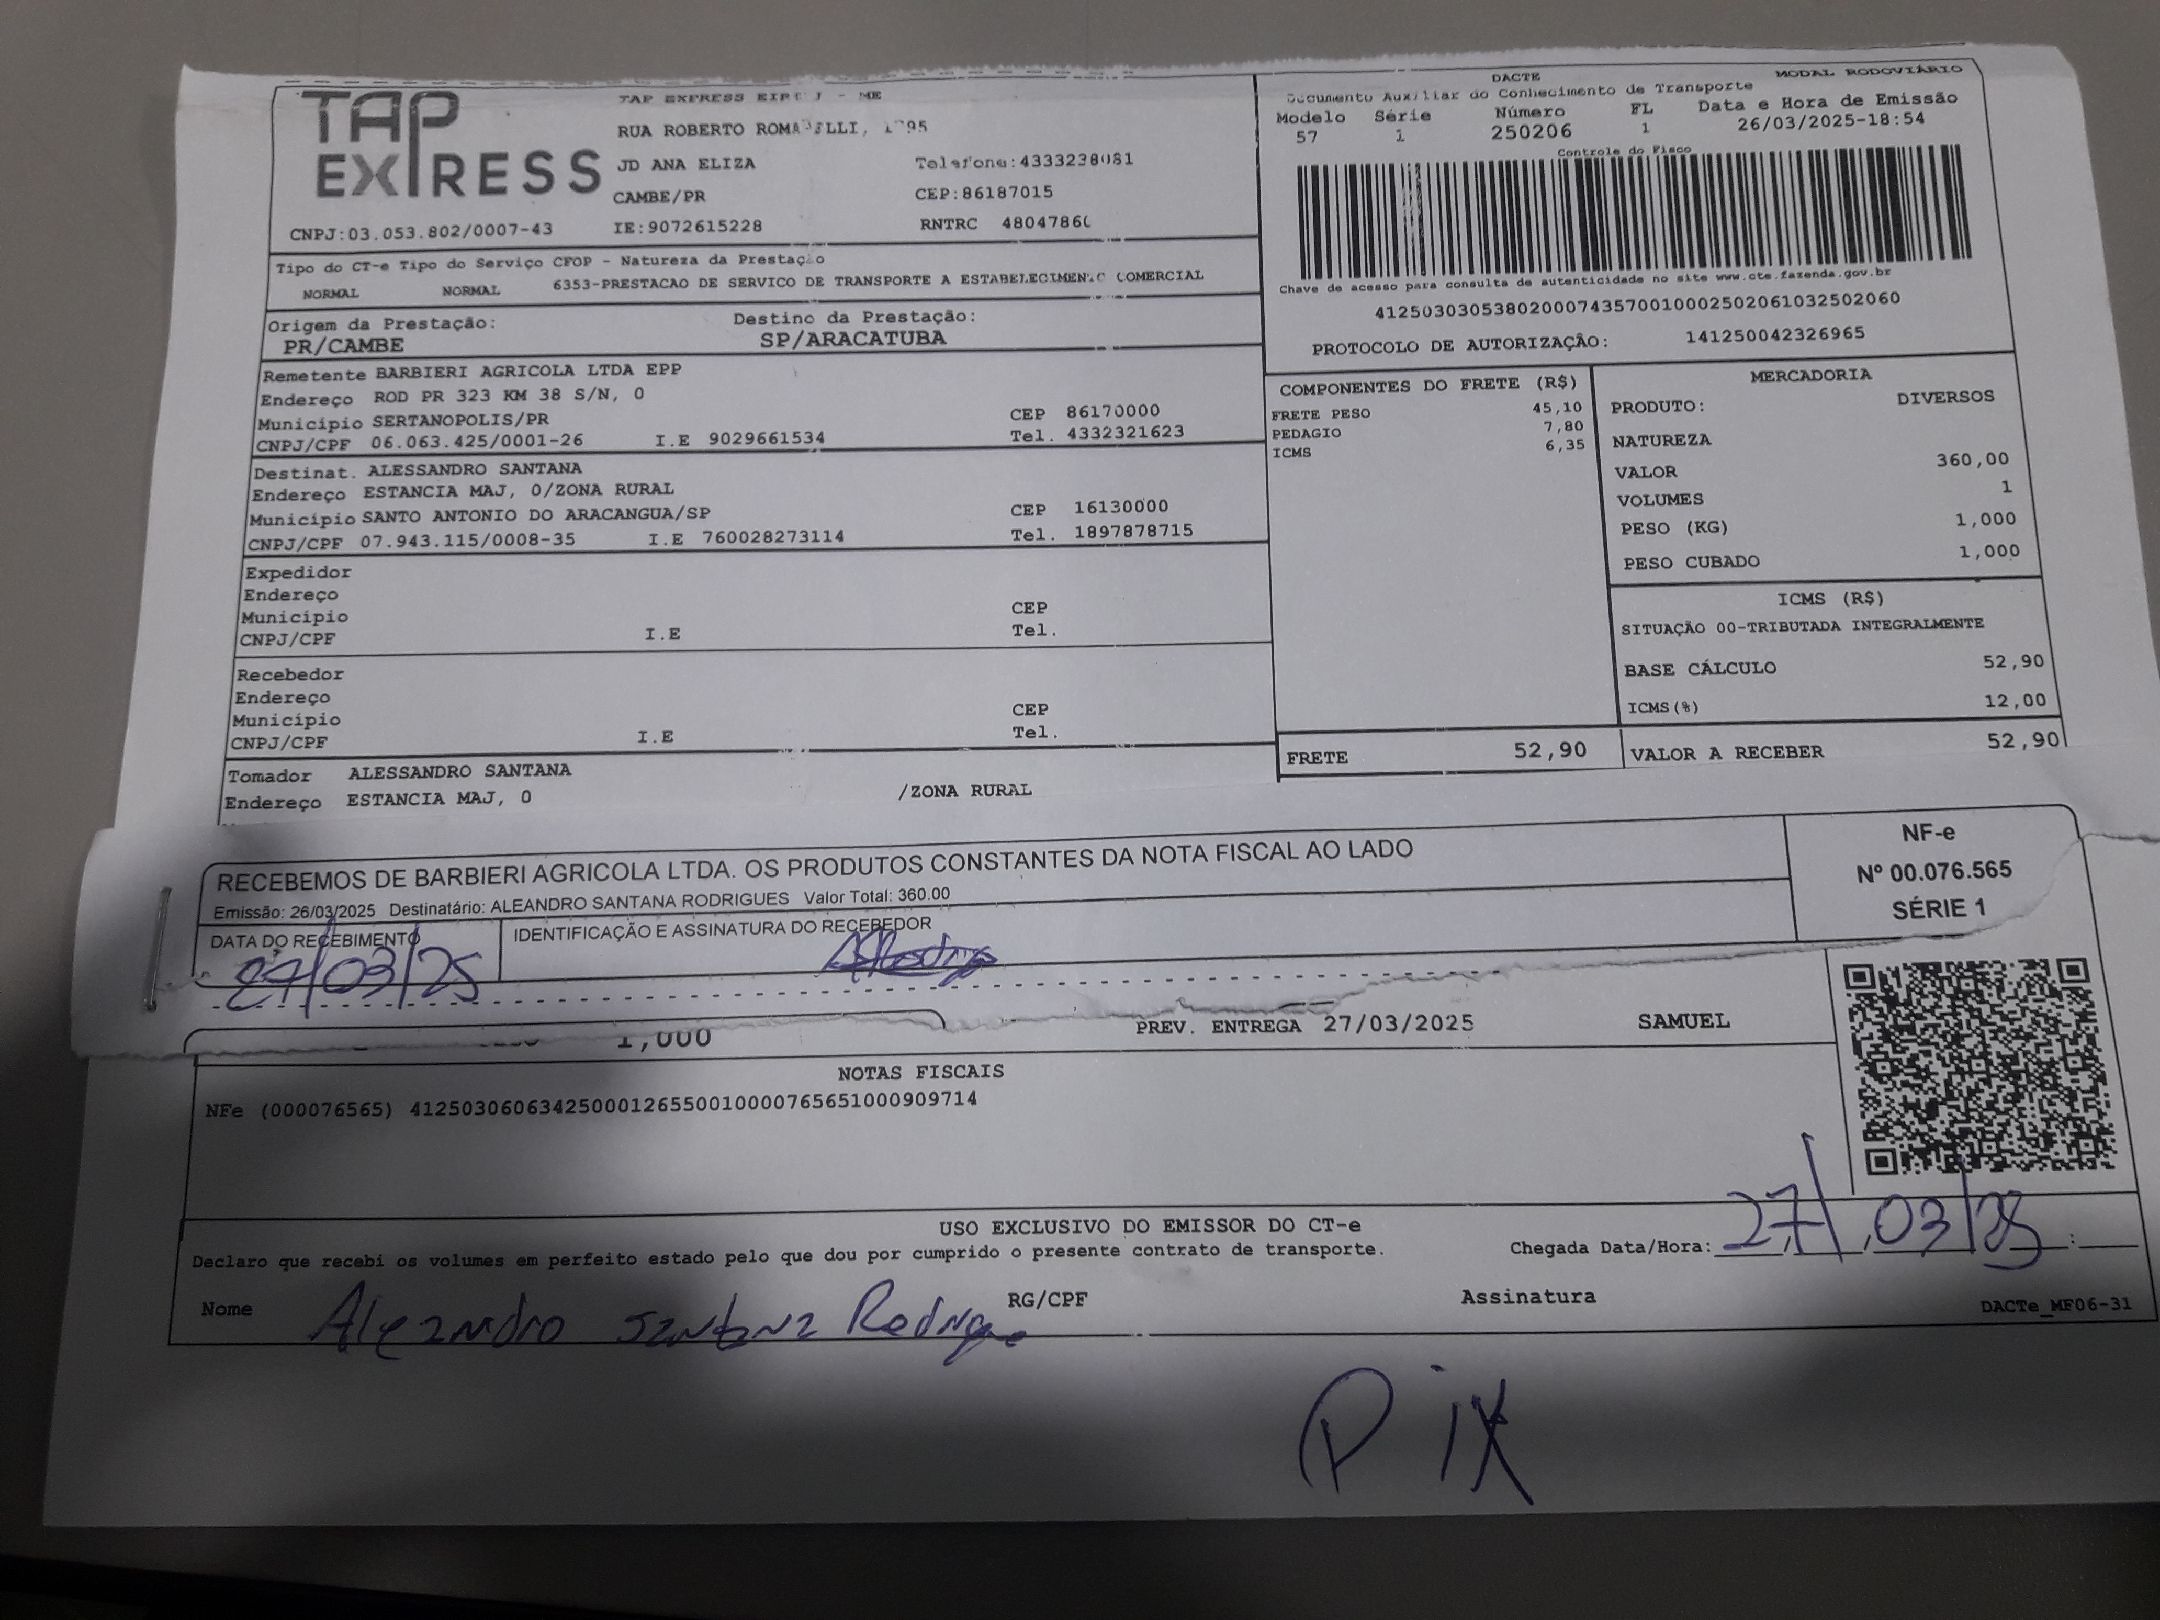 TAP EXPRESS
TAP EXPRESS - ME
RUA ROBERTO
JD ANA ELIZA Telefone:4333238081
CAMBE/PR CEP:86187015
CNPJ:03.053.802/0007-43 IE:9072615228 RNTRC 48047860
DACTE MODAL RODOVIÁRIO
Documento Auxiliar do Conhecimento de Transporte
Modelo Série Número FL Data e Hora de Emissão
57 1 250206 1 26/03/2025-18:54
Controle do Fisco
Chave de acesso para consulta de autenticidade no site www.cte.fazenda.gov.br
41250303053802000743570010002502061032502060
PROTOCOLO DE AUTORIZAÇÃO: 141250042326965
Tipo do CT-e Tipo do Serviço CFOP - Natureza da Prestação
NORMAL NORMAL 6353-PRESTACAO DE SERVICO DE TRANSPORTE A ESTABELECIMENTO COMERCIAL
Origem da Prestação: Destino da Prestação:
PR/CAMBE SP/ARACATUBA
Remetente BARBIERI AGRICOLA LTDA EPP
Endereço ROD PR 323 KM 38 S/N, 0
Município SERTANOPOLIS/PR CEP 86170000
CNPJ/CPF 06.063.425/0001-26 I.E 9029661534 Tel. 4332321623
Destinat. ALESSANDRO SANTANA
Endereço ESTANCIA MAJ, 0/ZONA RURAL
Município SANTO ANTONIO DO ARACANGUA/SP CEP 16130000
CNPJ/CPF 07.943.115/0008-35 I.E 760028273114 Tel. 1897878715
Expedidor
Endereço
Município CEP
CNPJ/CPF I.E Tel.
Recebedor
Endereço
Município CEP
CNPJ/CPF I.E Tel.
Tomador ALESSANDRO SANTANA
Endereço ESTANCIA MAJ, 0 /ZONA RURAL
COMPONENTES DO FRETE (R$)
FRETE PESO 45,10
PEDAGIO 7,80
ICMS 6,35
FRETE 52,90
MERCADORIA
PRODUTO: DIVERSOS
NATUREZA
VALOR 360,00
VOLUMES 1
PESO (KG) 1,000
PESO CUBADO 1,000
ICMS (R$)
SITUAÇÃO 00-TRIBUTADA INTEGRALMENTE
BASE CÁLCULO 52,90
ICMS(%) 12,00
VALOR A RECEBER 52,90
RECEBEMOS DE BARBIERI AGRICOLA LTDA. OS PRODUTOS CONSTANTES DA NOTA FISCAL AO LADO
Emissão: 26/03/2025 Destinatário: ALEANDRO SANTANA RODRIGUES Valor Total: 360.00
DATA DO RECEBIMENTO IDENTIFICAÇÃO E ASSINATURA DO RECEBEDOR
27/03/25
NF-e
Nº 00.076.565
SÉRIE 1
1,000 PREV. ENTREGA 27/03/2025 SAMUEL
NOTAS FISCAIS
NFe (000076565) 41250306063425000126550010000765651000909714
USO EXCLUSIVO DO EMISSOR DO CT-e
Declaro que recebi os volumes em perfeito estado pelo que dou por cumprido o presente contrato de transporte. Chegada Data/Hora: 27/03/25 :
Nome Aleandro Santana Rodrigues RG/CPF Assinatura DACTe_MF06-31
Pix